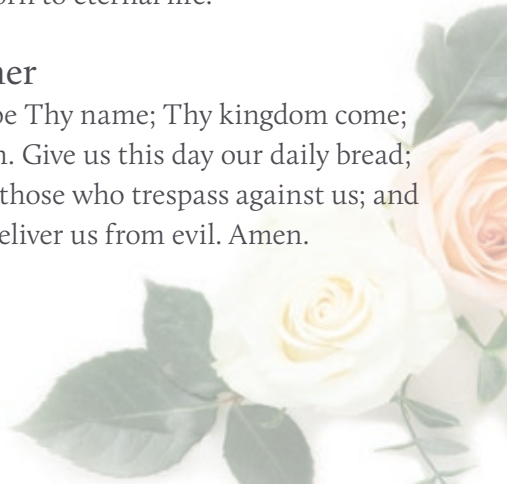 orn to eternal life.
her
be Thy name; Thy kingdom come;
n. Give us this day our daily bread;
those who trespass against us; and
eliver us from evil. Amen.